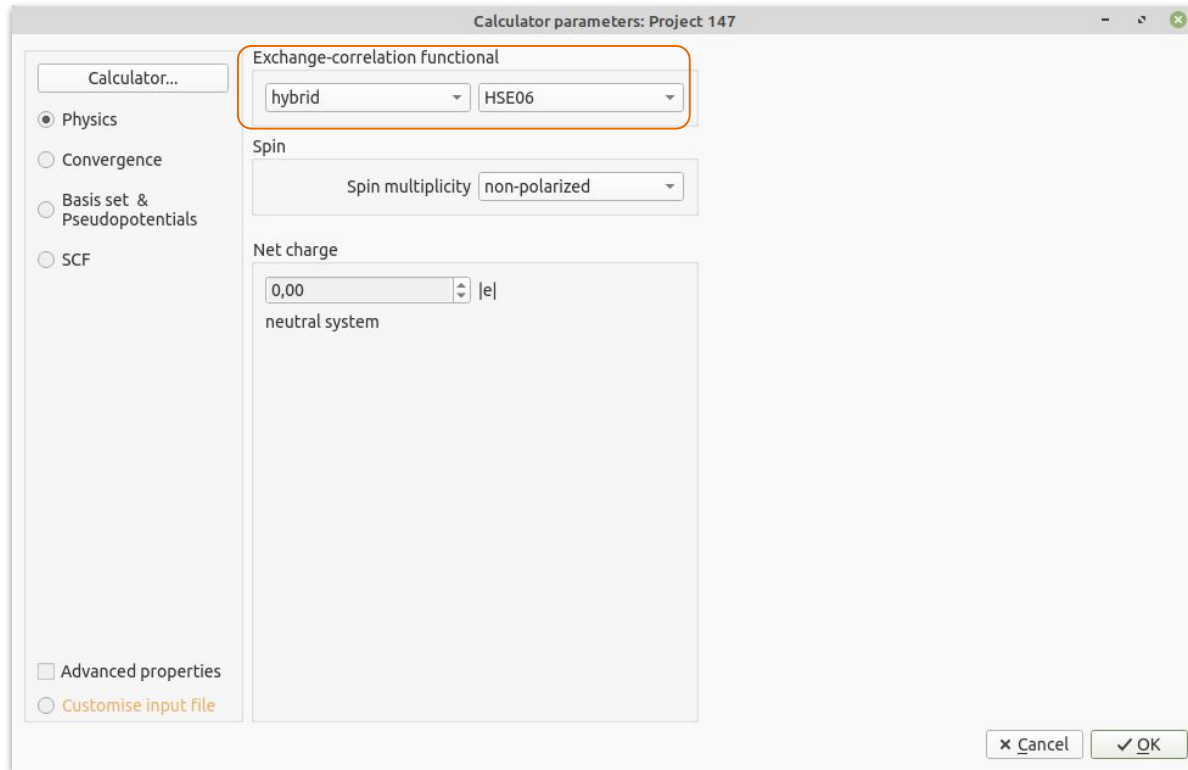 Calculator parameters: Project 147
Calculator...
Physics
Convergence
Basis set &
Pseudopotentials
SCF
Advanced properties
Customise input file
Exchange-correlation functional
hybrid
HSE06
Spin
Spin multiplicity non-polarized
Net charge
0,00 |e|
neutral system
Cancel
OK